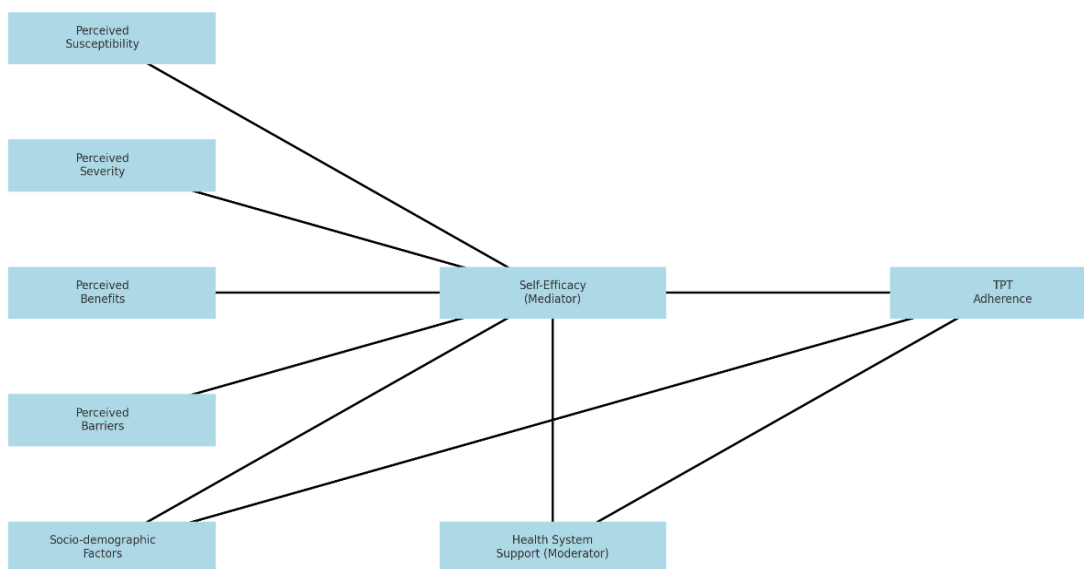 Perceived
Susceptibility
Perceived
Severity
Perceived
Benefits
Self-Efficacy
(Mediator)
TPT
Adherence
Perceived
Barriers
Socio-demographic
Factors
Health System
Support (Moderator)